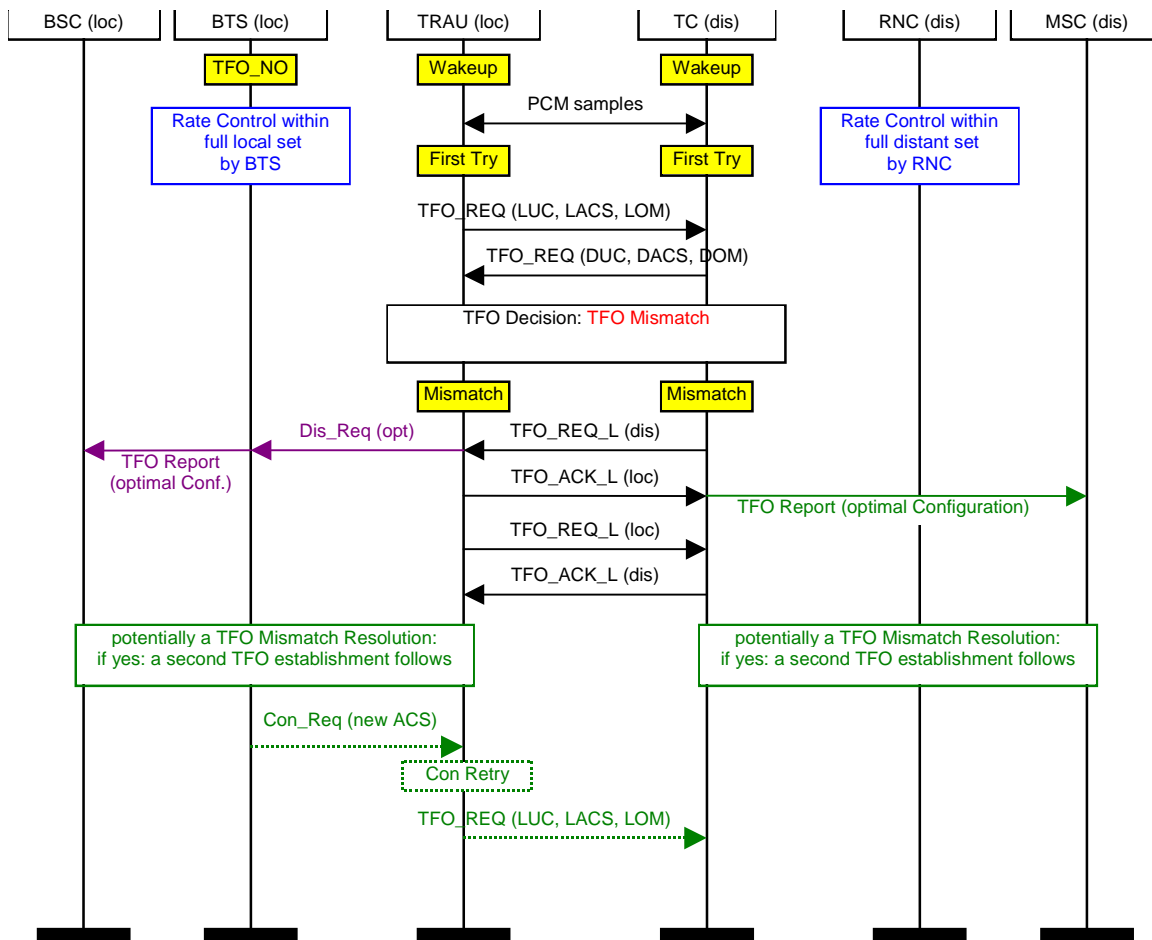 BSC (loc)
BTS (loc)
TRAU (loc)
TC (dis)
RNC (dis)
MSC (dis)
TFO_NO
Wakeup
Wakeup
PCM samples
Rate Control within
full local set
by BTS
Rate Control within
full distant set
by RNC
First Try
First Try
TFO_REQ (LUC, LACS, LOM)
TFO_REQ (DUC, DACS, DOM)
TFO Decision: TFO Mismatch
Mismatch
Mismatch
Dis_Req (opt)
TFO_REQ_L (dis)
TFO Report
(optimal Conf.)
TFO_ACK_L (loc)
TFO Report (optimal Configuration)
TFO_REQ_L (loc)
TFO_ACK_L (dis)
potentially a TFO Mismatch Resolution:
if yes: a second TFO establishment follows
potentially a TFO Mismatch Resolution:
if yes: a second TFO establishment follows
Con_Req (new ACS)
Con Retry
TFO_REQ (LUC, LACS, LOM)